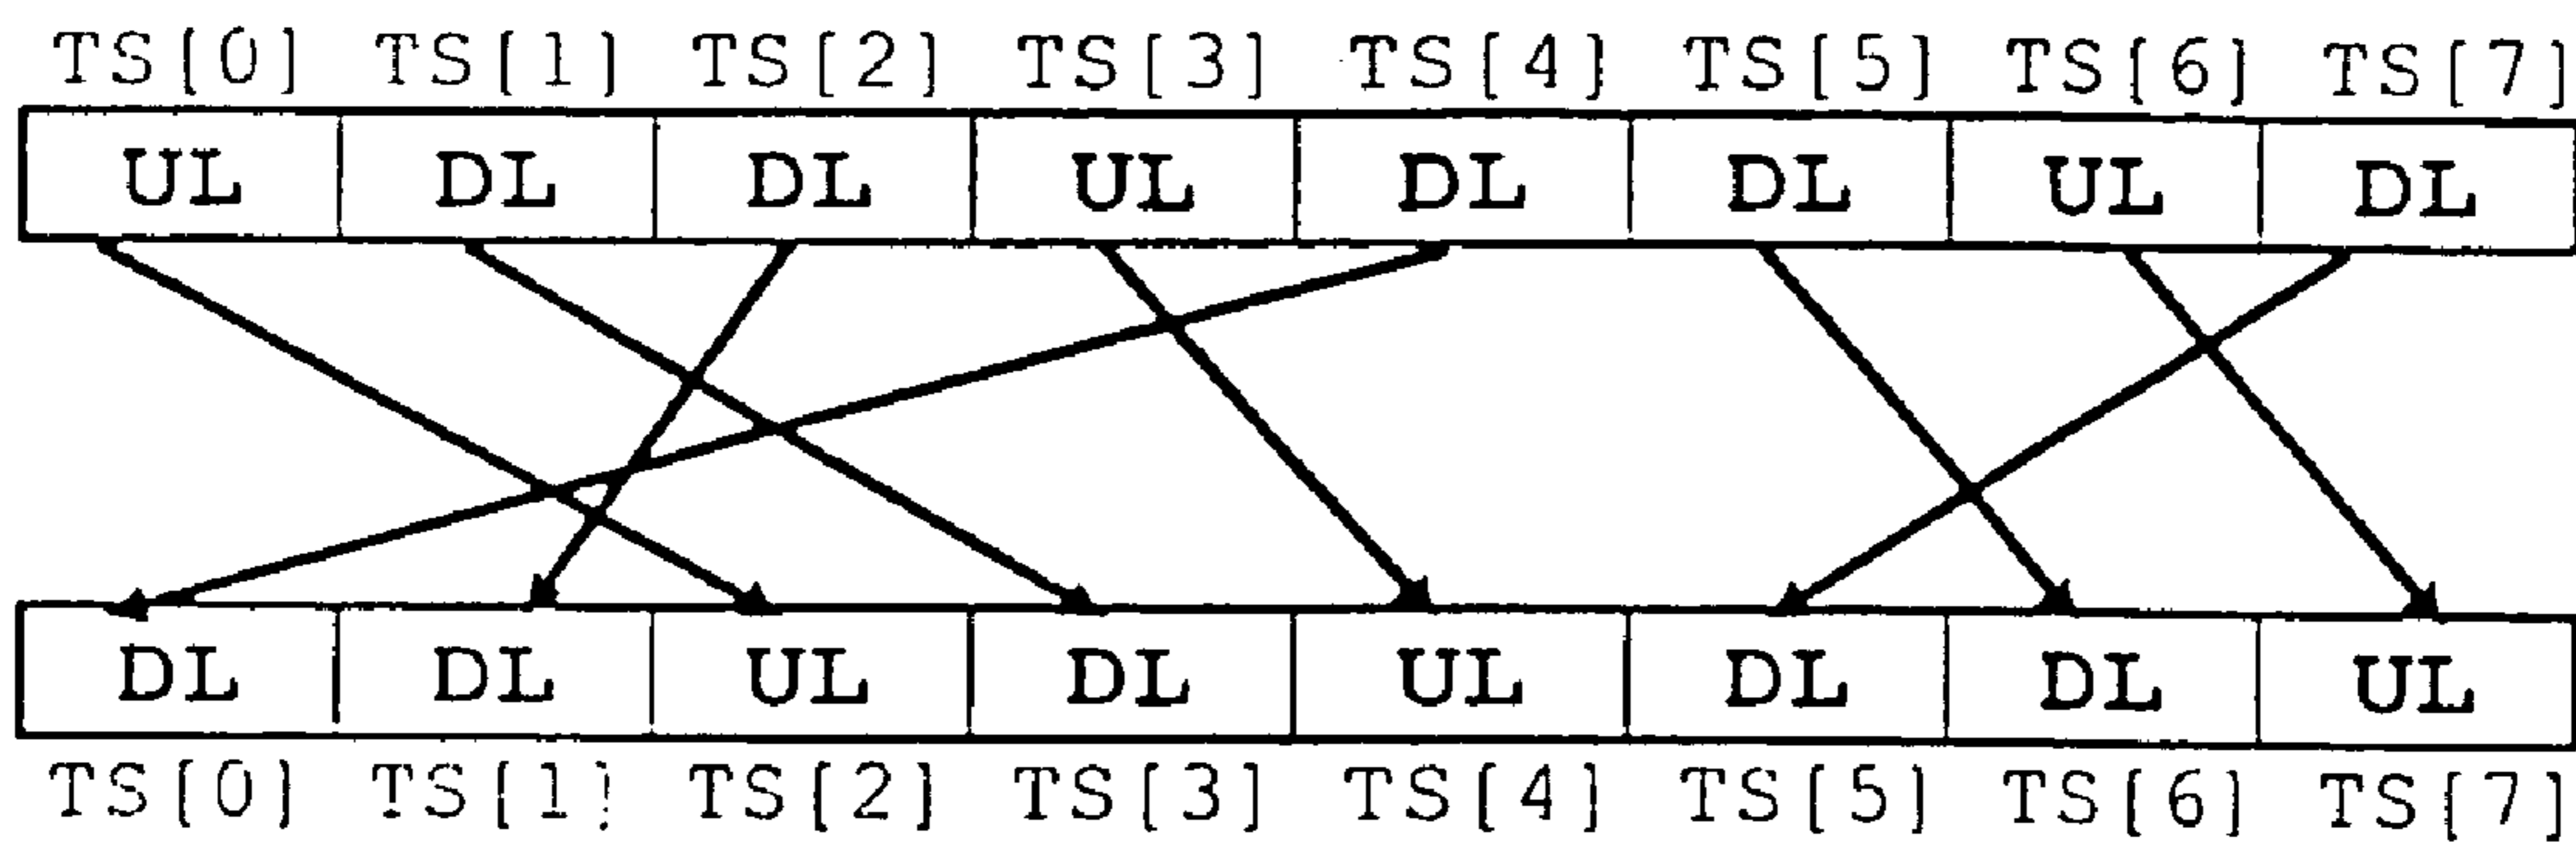 TS[0] TS[1] TS[2] TS[3] TS[4] TS[5] TS[6] TS[7]
UL DL DL UL DL DL UL DL
DL DL UL DL UL DL DL UL
TS[0] TS[1] TS[2] TS[3] TS[4] TS[5] TS[6] TS[7]